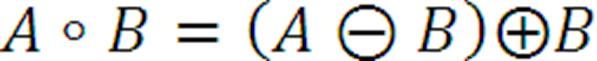 A ∘ B = (A ⊖ B)⊕B